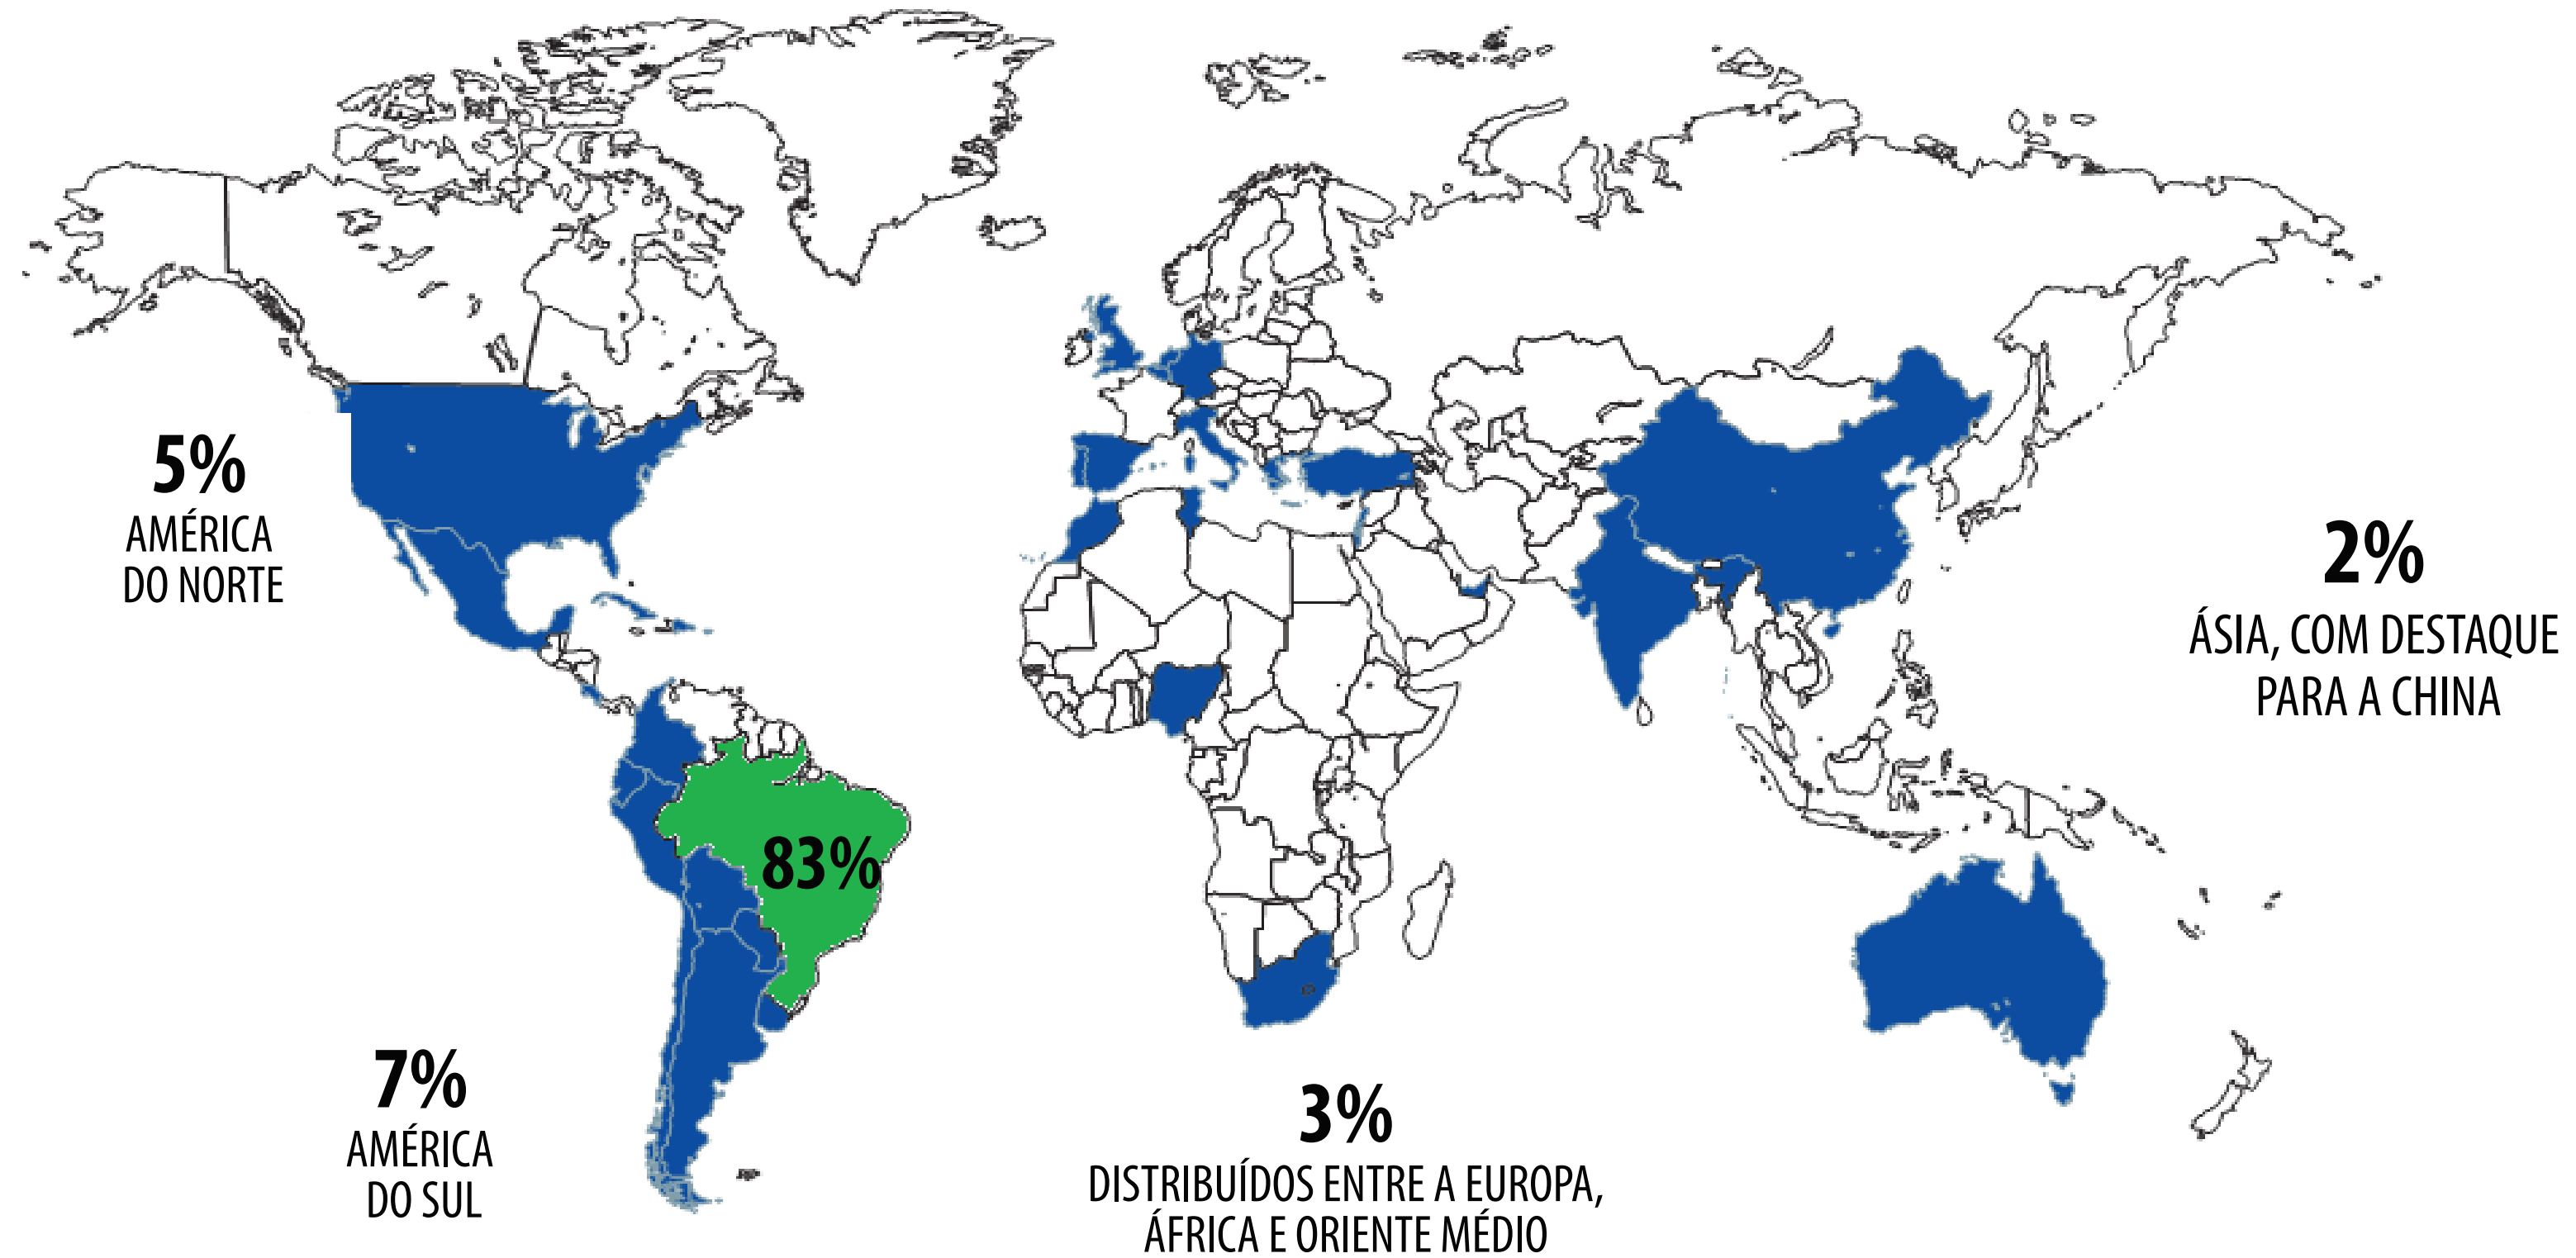 5%
AMÉRICA
DO NORTE
2%
ÁSIA, COM DESTAQUE
PARA A CHINA
83%
7%
AMÉRICA
DO SUL
3%
DISTRIBUÍDOS ENTRE A EUROPA,
ÁFRICA E ORIENTE MÉDIO